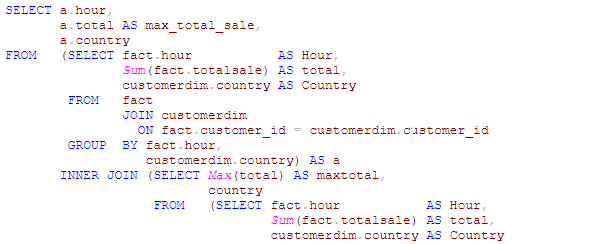 SELECT a.hour,
a.total AS max_total_sale,
a.country
FROM (SELECT fact.hour AS Hour,
Sum(fact.totalsale) AS total,
customerdim.country AS Country
FROM fact
JOIN customerdim
ON fact.customer_id = customerdim.customer_id
GROUP BY fact.hour,
customerdim.country) AS a
INNER JOIN (SELECT Max(total) AS maxtotal,
country
FROM (SELECT fact.hour AS Hour,
Sum(fact.totalsale) AS total,
customerdim.country AS Country